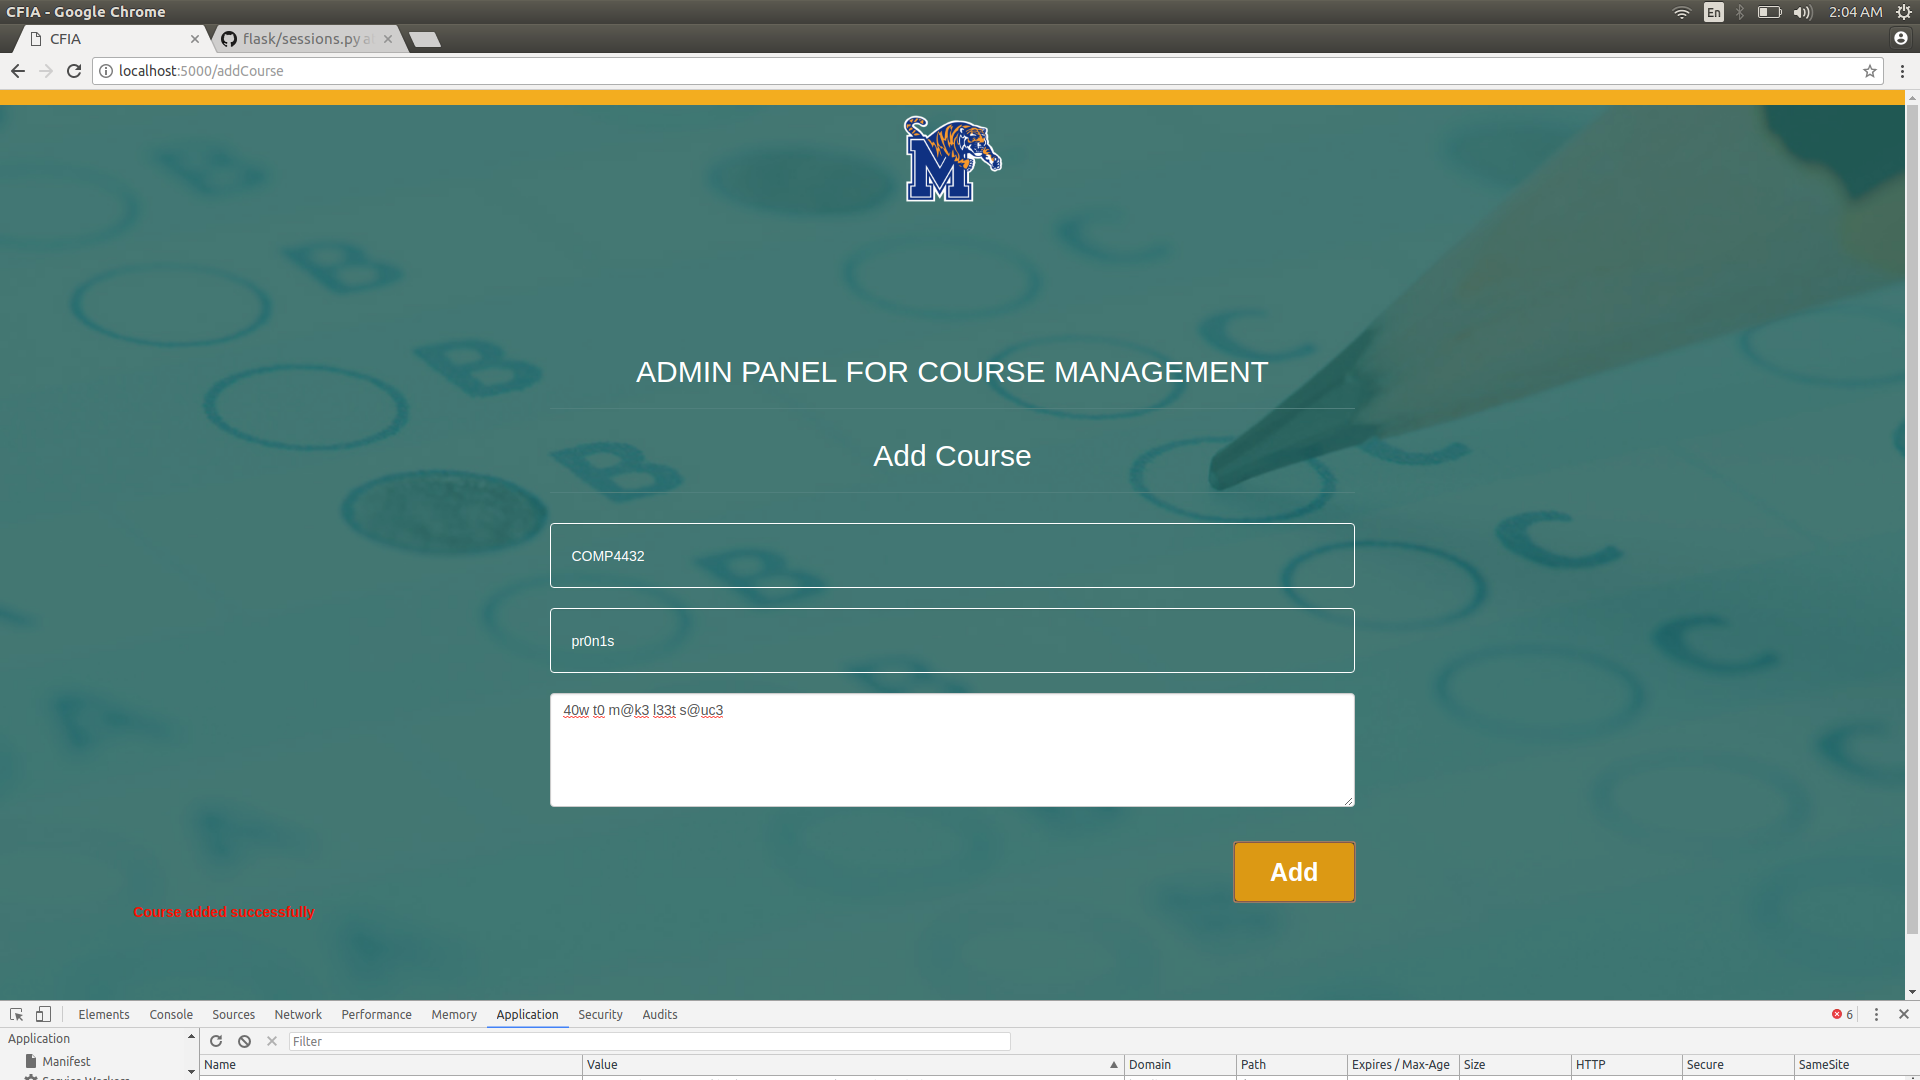 CFIA - Google Chrome
En
2:04 AM
CFIA
flask/sessions.py a
localhost:5000/addCourse
M
ADMIN PANEL FOR COURSE MANAGEMENT
Add Course
COMP4432
pr0n1s
40w t0 m@k3 l33t s@uc3
Add
Course added successfully
Elements Console Sources Network Performance Memory Application Security Audits
6
Application
Filter
Manifest
Name Value Domain Path Expires / Max-Age Size HTTP Secure SameSite
Service Workers
B
B
B
B
B
C
C
C
C
C
C
A
A
A